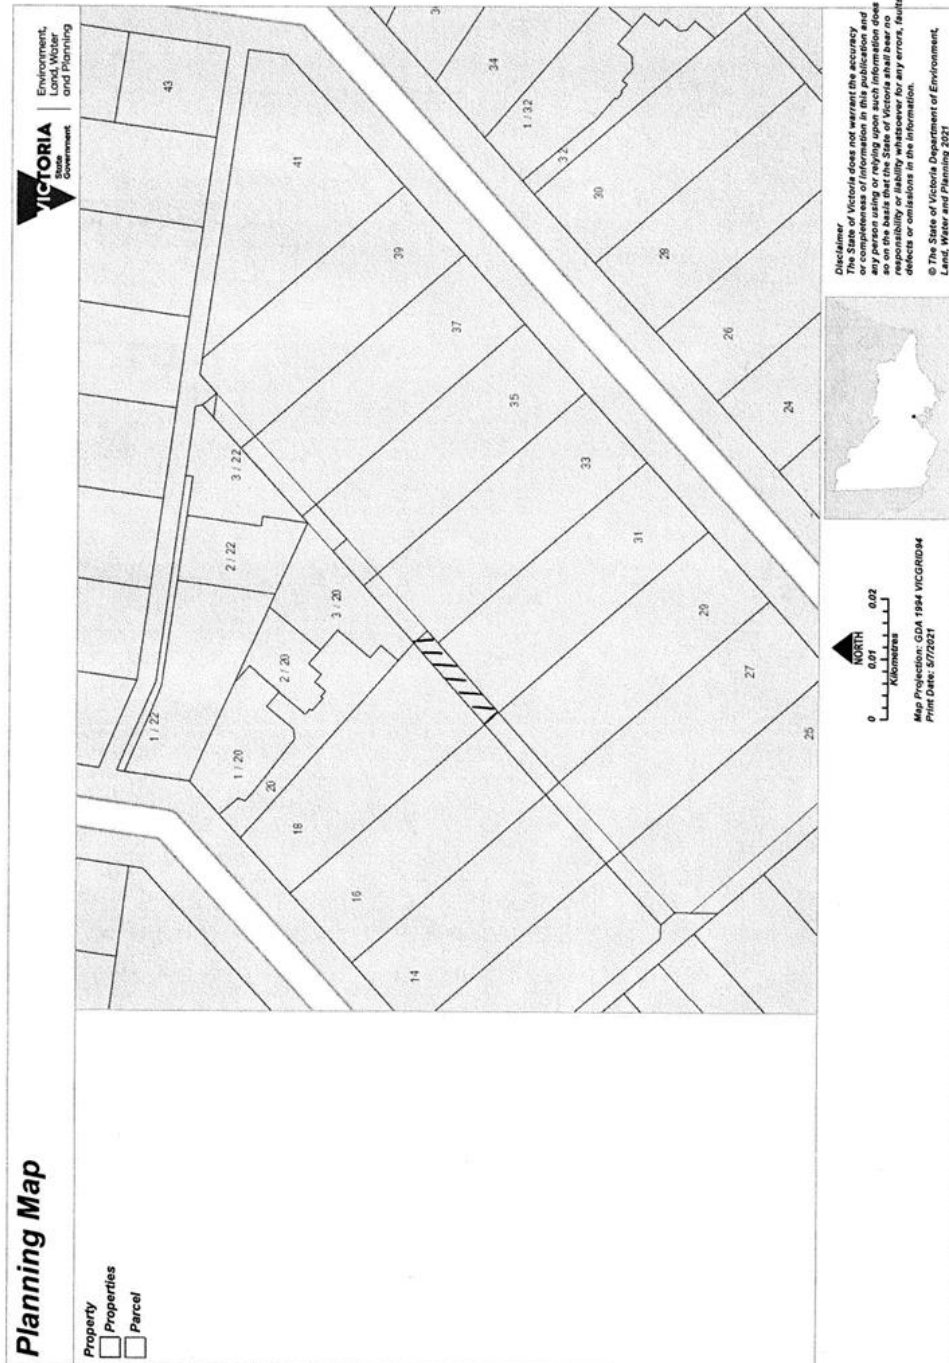 Planning Map
VICTORIA
State
Government
Environment,
Land, Water
and Planning
Property
Properties
Parcel
43
41
39
37
35
33
31
29
27
25
34
1 / 32
32
30
28
26
24
3 / 22
2 / 22
1 / 22
3 / 20
2 / 20
1 / 20
20
18
16
14
NORTH
0
0.01
0.02
Kilometres
Map Projection: GDA 1994 VICGRID94
Print Date: 5/7/2021
Disclaimer
The State of Victoria does not warrant the accuracy
or completeness of information in this publication and
any person using or relying upon such information does
so on the basis that the State of Victoria shall bear no
responsibility or liability whatsoever for any errors, faults,
defects or omissions in the information.
© The State of Victoria Department of Environment,
Land, Water and Planning 2021